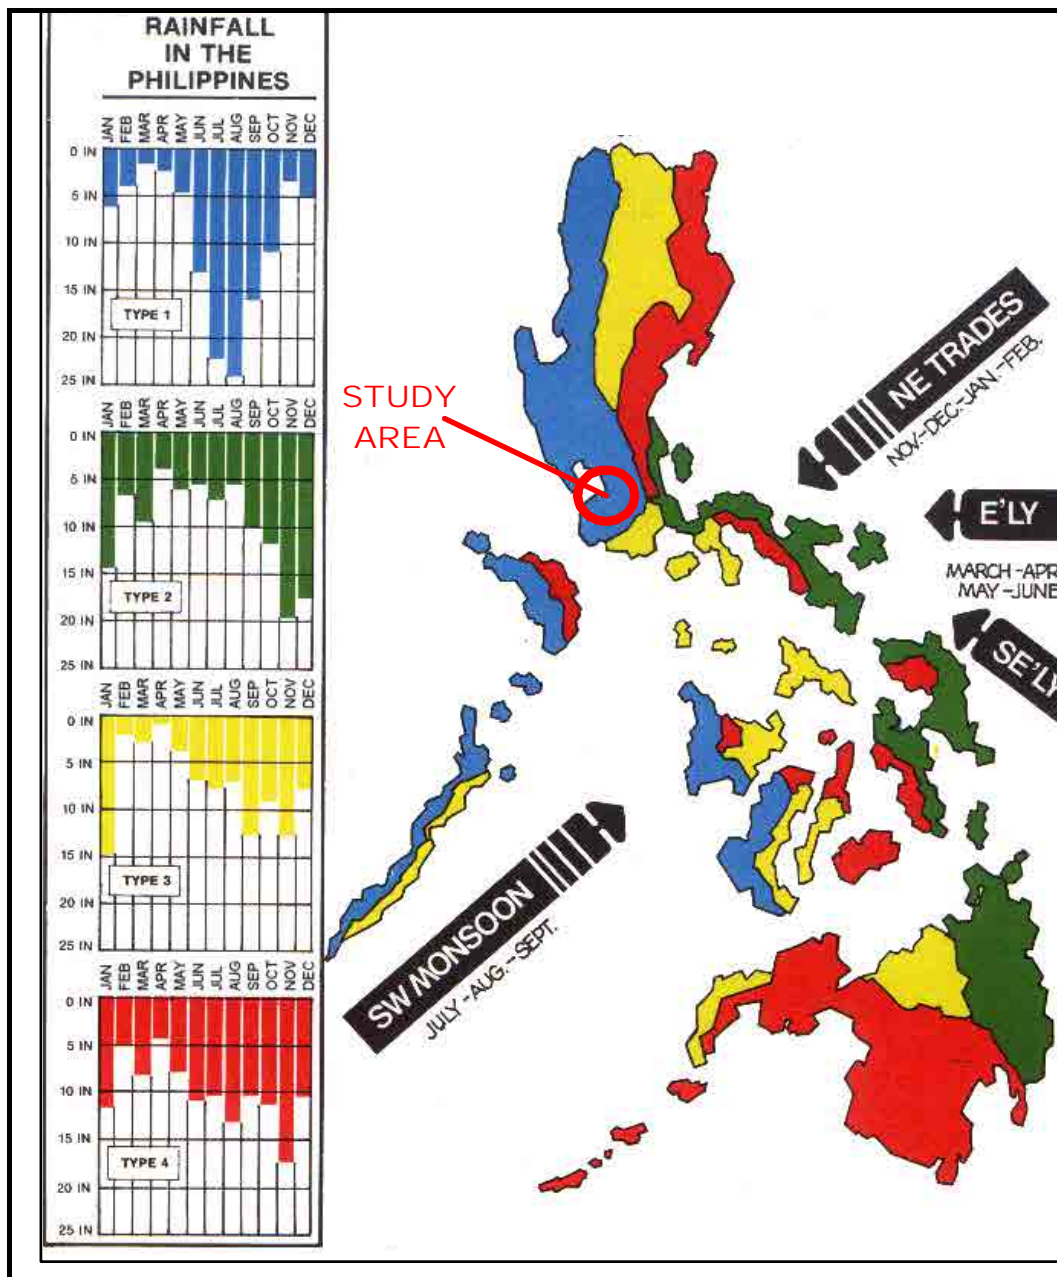 RAINFALL
IN THE
PHILIPPINES
JAN FEB MAR APR MAY JUN JUL AUG SEP OCT NOV DEC
0 IN
5 IN
10 IN
15 IN
20 IN
25 IN
TYPE 1
JAN FEB MAR APR MAY JUN JUL AUG SEP OCT NOV DEC
0 IN
5 IN
10 IN
15 IN
20 IN
25 IN
TYPE 2
JAN FEB MAR APR MAY JUN JUL AUG SEP OCT NOV DEC
0 IN
5 IN
10 IN
15 IN
20 IN
25 IN
TYPE 3
JAN FEB MAR APR MAY JUN JUL AUG SEP OCT NOV DEC
0 IN
5 IN
10 IN
15 IN
20 IN
25 IN
TYPE 4
STUDY
AREA
NE TRADES
NOV.-DEC.-JAN.-FEB.
E'LY
MARCH-APR
MAY-JUNE
SE'LY
SW MONSOON
JULY-AUG.-SEPT.